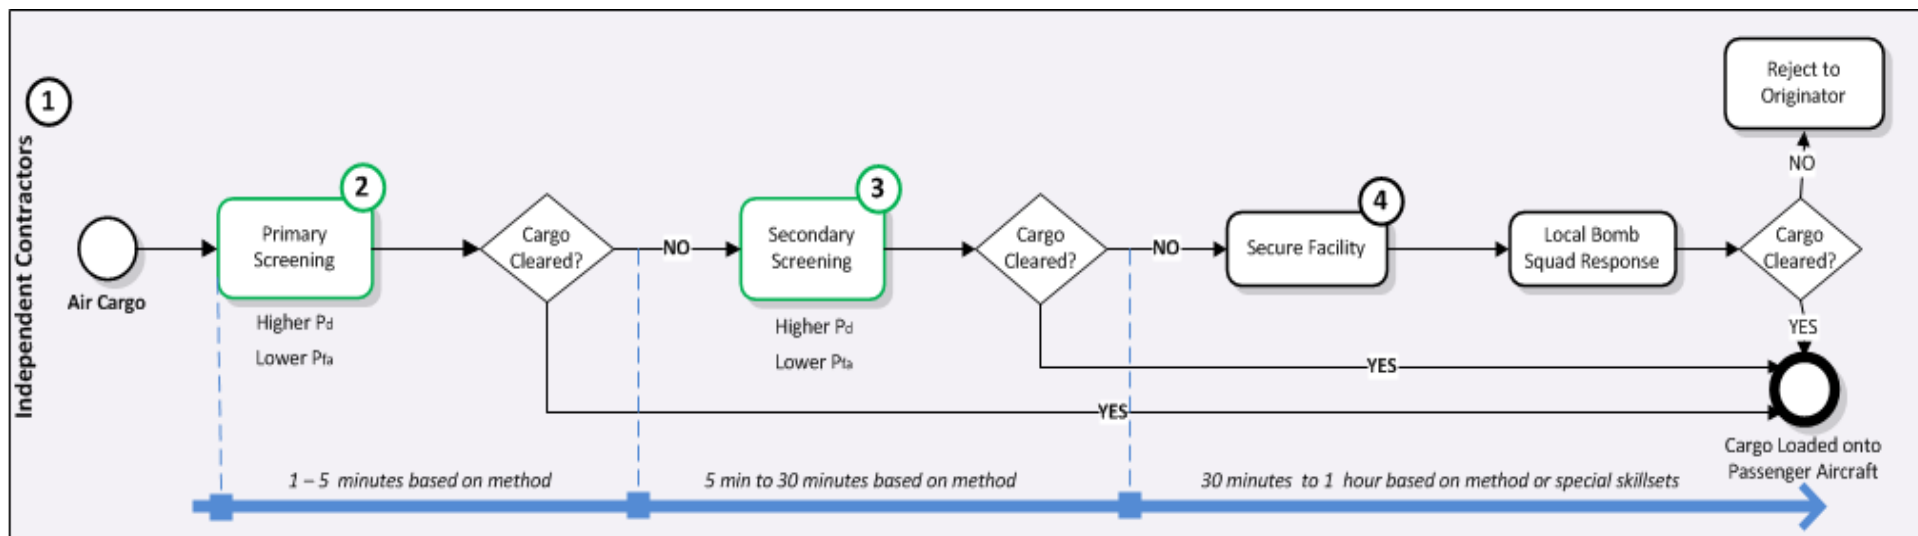 1
Independent Contractors
Air Cargo
2
Primary
Screening
Higher Pd
Lower Pfa
Cargo
Cleared?
NO
YES
3
Secondary
Screening
Higher Pd
Lower Pfa
Cargo
Cleared?
NO
YES
4
Secure Facility
Local Bomb
Squad Response
Cargo
Cleared?
NO
Reject to
Originator
YES
Cargo Loaded onto
Passenger Aircraft
1 – 5 minutes based on method
5 min to 30 minutes based on method
30 minutes to 1 hour based on method or special skillsets